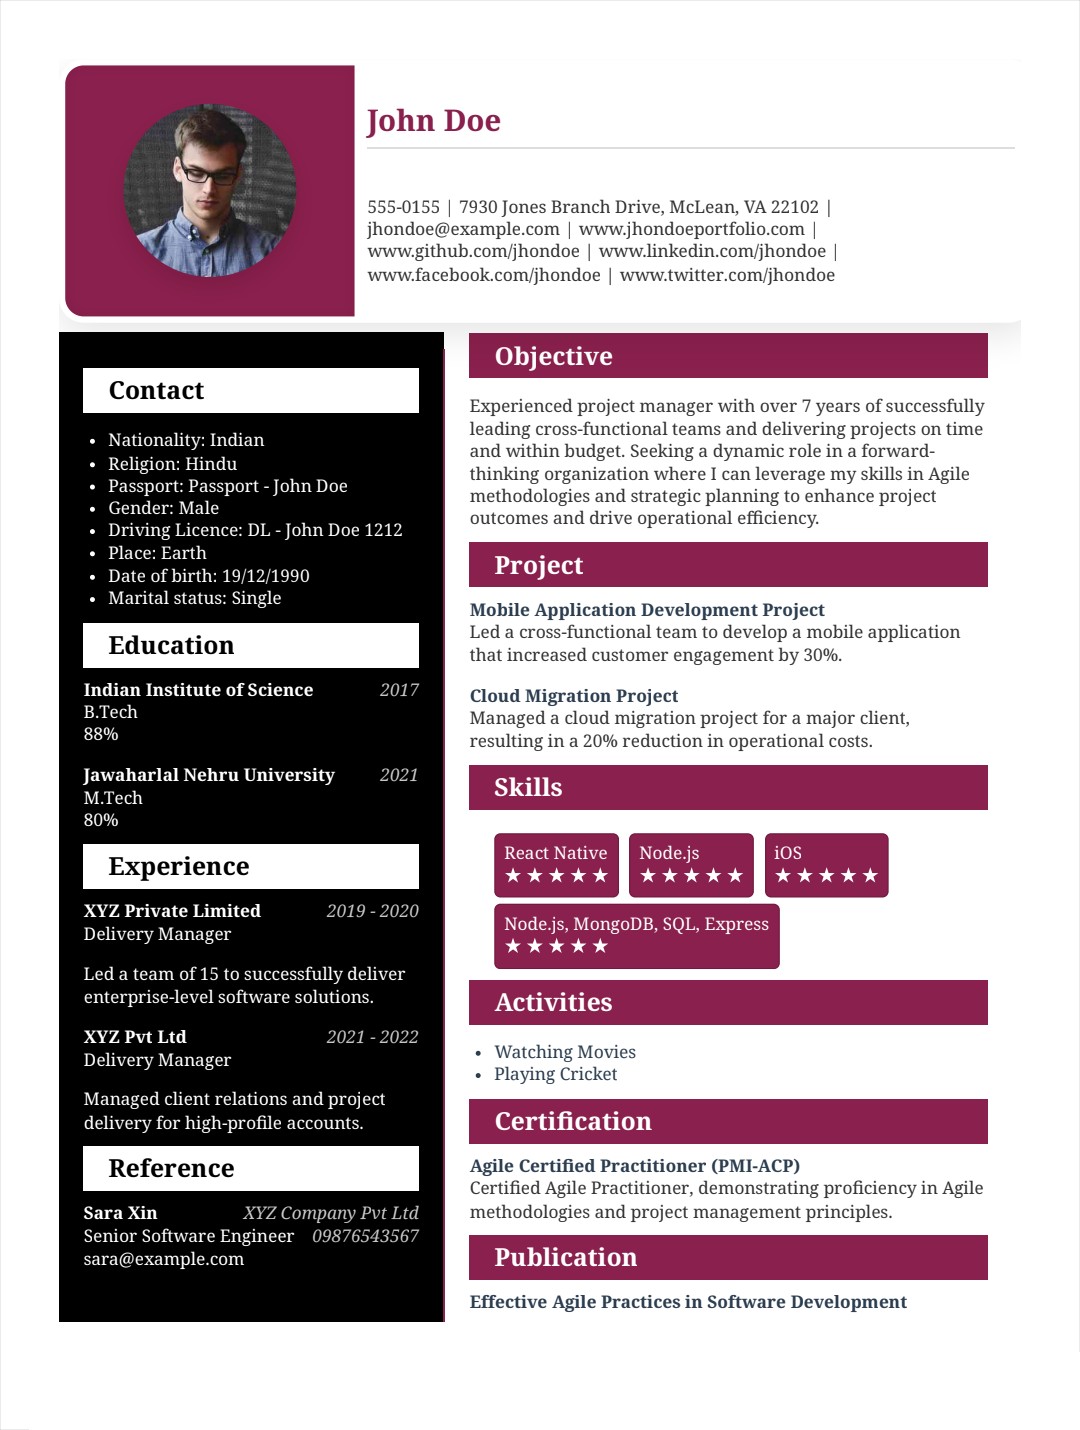 John Doe
555-0155 | 7930 Jones Branch Drive, McLean, VA 22102 |
jhondoe@example.com | www.jhondoeportfolio.com |
www.github.com/jhondoe | www.linkedin.com/jhondoe |
www.facebook.com/jhondoe | www.twitter.com/jhondoe
Contact
• Nationality: Indian
• Religion: Hindu
• Passport: Passport - John Doe
• Gender: Male
• Driving Licence: DL - John Doe 1212
• Place: Earth
• Date of birth: 19/12/1990
• Marital status: Single
Education
Indian Institute of Science 2017
B.Tech
88%
Jawaharlal Nehru University 2021
M.Tech
80%
Experience
XYZ Private Limited 2019 - 2020
Delivery Manager
Led a team of 15 to successfully deliver
enterprise-level software solutions.
XYZ Pvt Ltd 2021 - 2022
Delivery Manager
Managed client relations and project
delivery for high-profile accounts.
Reference
Sara Xin XYZ Company Pvt Ltd
Senior Software Engineer 09876543567
sara@example.com
Objective
Experienced project manager with over 7 years of successfully
leading cross-functional teams and delivering projects on time
and within budget. Seeking a dynamic role in a forward-
thinking organization where I can leverage my skills in Agile
methodologies and strategic planning to enhance project
outcomes and drive operational efficiency.
Project
Mobile Application Development Project
Led a cross-functional team to develop a mobile application
that increased customer engagement by 30%.
Cloud Migration Project
Managed a cloud migration project for a major client,
resulting in a 20% reduction in operational costs.
Skills
React Native
★★★★★
Node.js
★★★★★
iOS
★★★★★
Node.js, MongoDB, SQL, Express
★★★★★
Activities
• Watching Movies
• Playing Cricket
Certification
Agile Certified Practitioner (PMI-ACP)
Certified Agile Practitioner, demonstrating proficiency in Agile
methodologies and project management principles.
Publication
Effective Agile Practices in Software Development